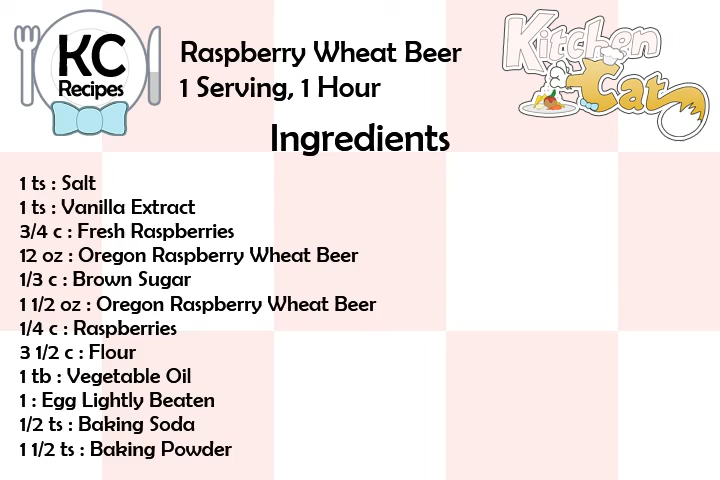 KC
Recipes
Raspberry Wheat Beer
1 Serving, 1 Hour
Kitchen
Cat
Ingredients
1 ts : Salt
1 ts : Vanilla Extract
3/4 c : Fresh Raspberries
12 oz : Oregon Raspberry Wheat Beer
1/3 c : Brown Sugar
1 1/2 oz : Oregon Raspberry Wheat Beer
1/4 c : Raspberries
3 1/2 c : Flour
1 tb : Vegetable Oil
1 : Egg Lightly Beaten
1/2 ts : Baking Soda
1 1/2 ts : Baking Powder